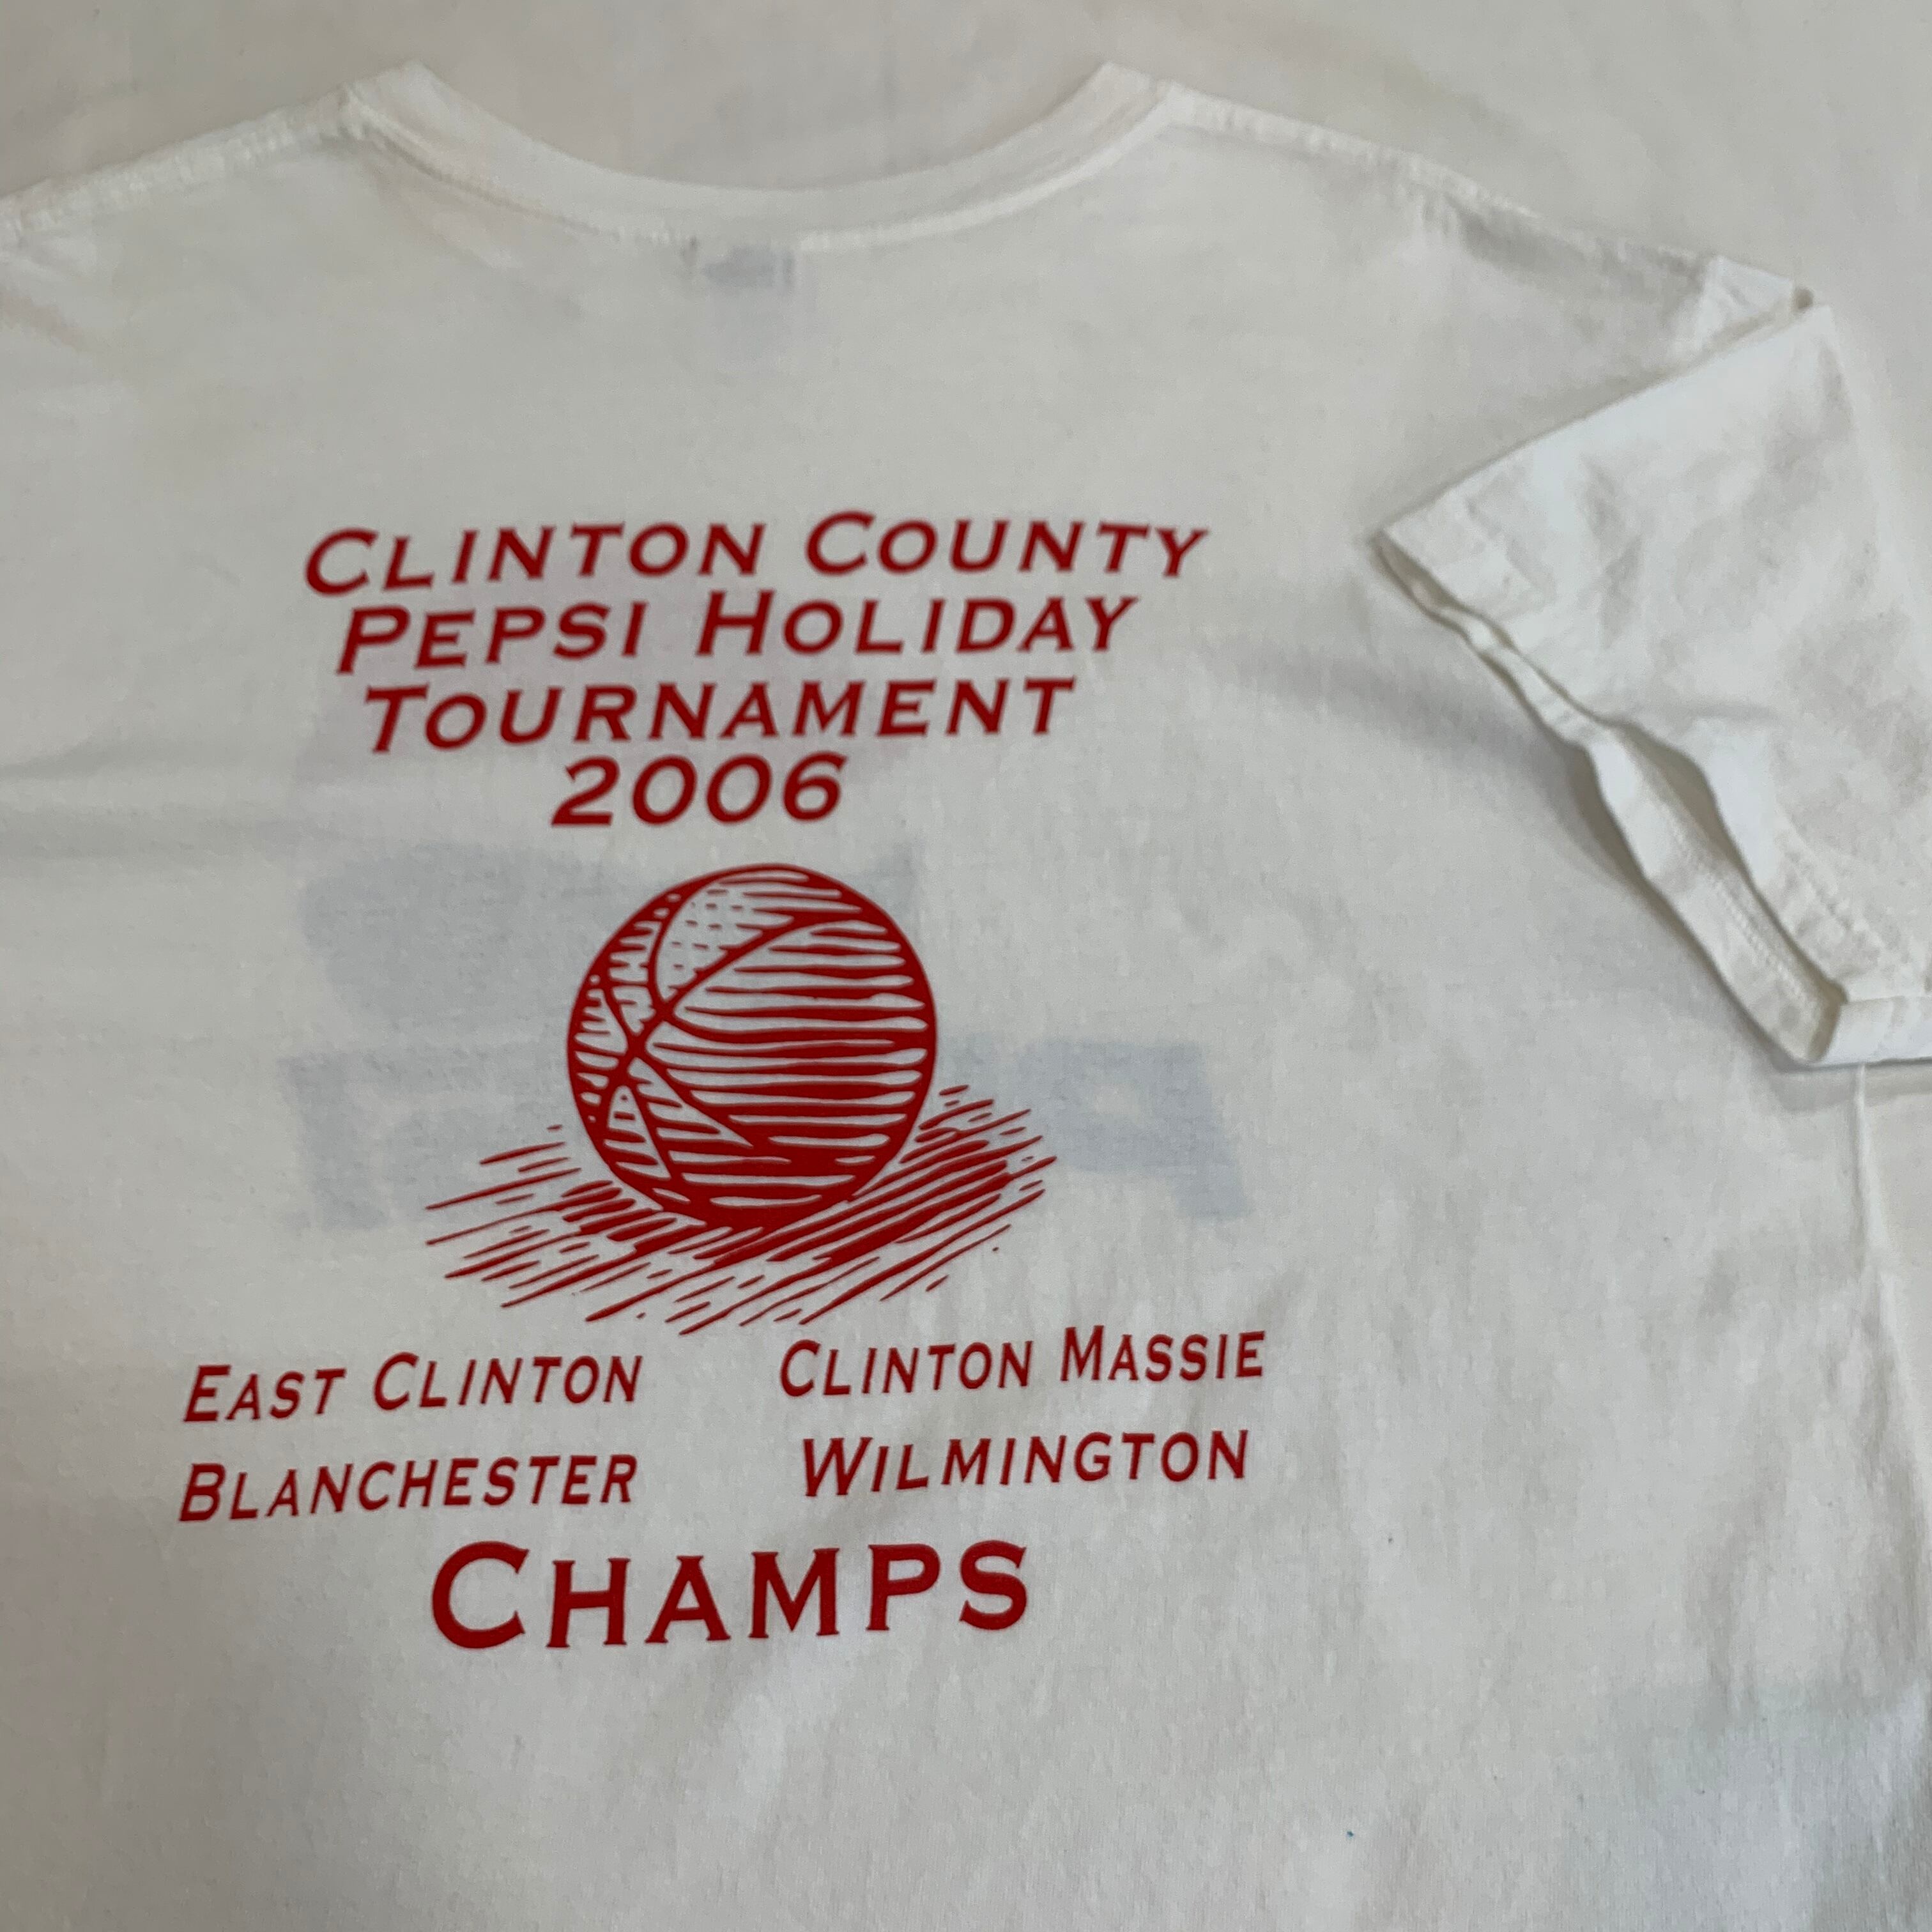 CLINTON COUNTY
PEPSI HOLIDAY
TOURNAMENT
2006
EAST CLINTON CLINTON MASSIE
BLANCHESTER WILMINGTON
CHAMPS